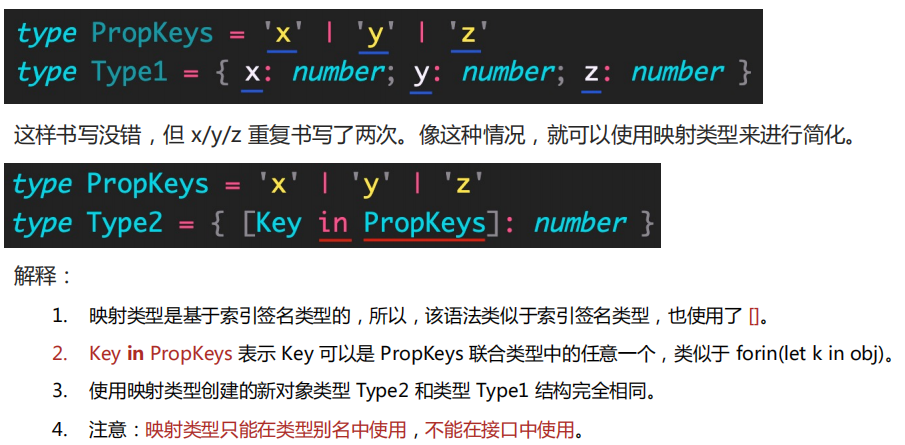 type PropKeys = 'x' | 'y' | 'z'
type Type1 = { x: number; y: number; z: number }
这样书写没错，但 x/y/z 重复书写了两次。像这种情况，就可以使用映射类型来进行简化。
type PropKeys = 'x' | 'y' | 'z'
type Type2 = { [Key in PropKeys]: number }
解释：
1. 映射类型是基于索引签名类型的，所以，该语法类似于索引签名类型，也使用了 []。
2. Key in PropKeys 表示 Key 可以是 PropKeys 联合类型中的任意一个，类似于 forin(let k in obj)。
3. 使用映射类型创建的新对象类型 Type2 和类型 Type1 结构完全相同。
4. 注意：映射类型只能在类型别名中使用，不能在接口中使用。